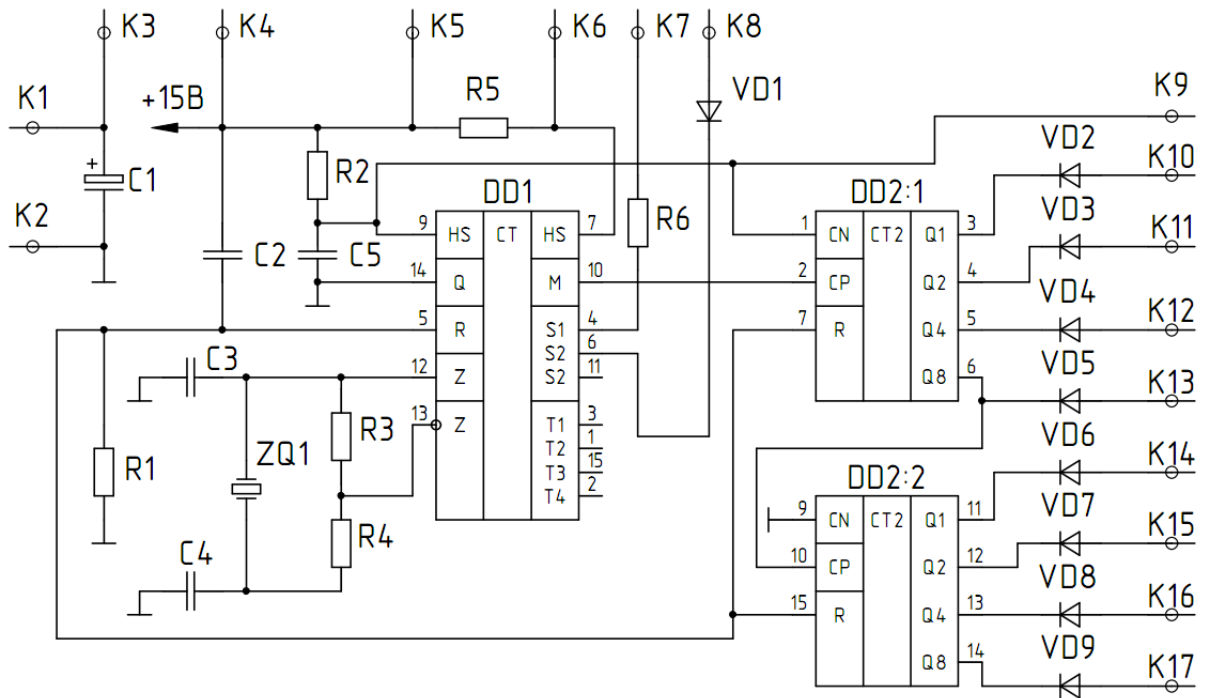 K3 K4 K5 K6 K7 K8
K1 +15В R5 VD1 K9
+ C1 R2 VD2
K10
K2 DD1 R6 DD2:1 VD3
K11
9 HS CT HS 7 1 CN CT2 Q1 3
C2 C5
14 Q M 10 2 CP Q2 4 VD4
5 R S1 4 7 R Q4 5 K12
C3 S2 6 VD5
12 Z S2 11 Q8 6 K13
13 Z T1 3 VD6
R3 T2 1 K14
R1 ZQ1 T3 15 DD2:2
T4 2 VD7
R4 9 CN CT2 Q1 11 K15
C4 10 CP Q2 12 VD8
15 R Q4 13 K16
VD9
Q8 14 K17